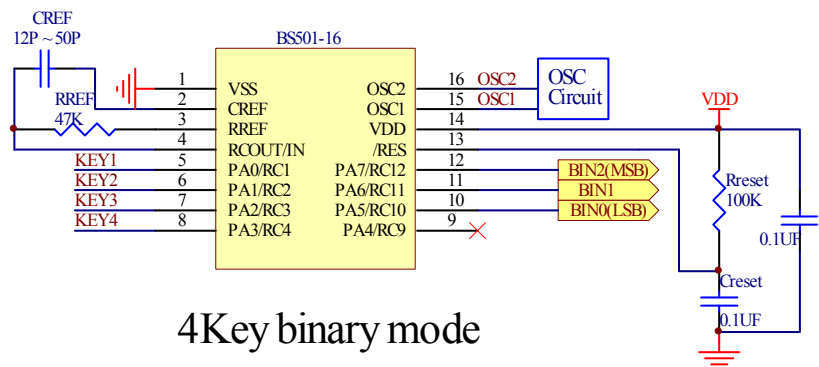 CREF
12P ~ 50P
BS501-16
RREF
47K
1 VSS
2 CREF
3 RREF
4 RCOUT/IN
KEY1 5 PA0/RC1
KEY2 6 PA1/RC2
KEY3 7 PA2/RC3
KEY4 8 PA3/RC4
OSC2 16 OSC2
OSC1 15 OSC1
VDD 14
/RES 13
PA7/RC12 12 BIN2(MSB)
PA6/RC11 11 BIN1
PA5/RC10 10 BIN0(LSB)
PA4/RC9 9
OSC
Circuit
VDD
Rreset
100K
0.1UF
Creset
0.1UF
4Key binary mode